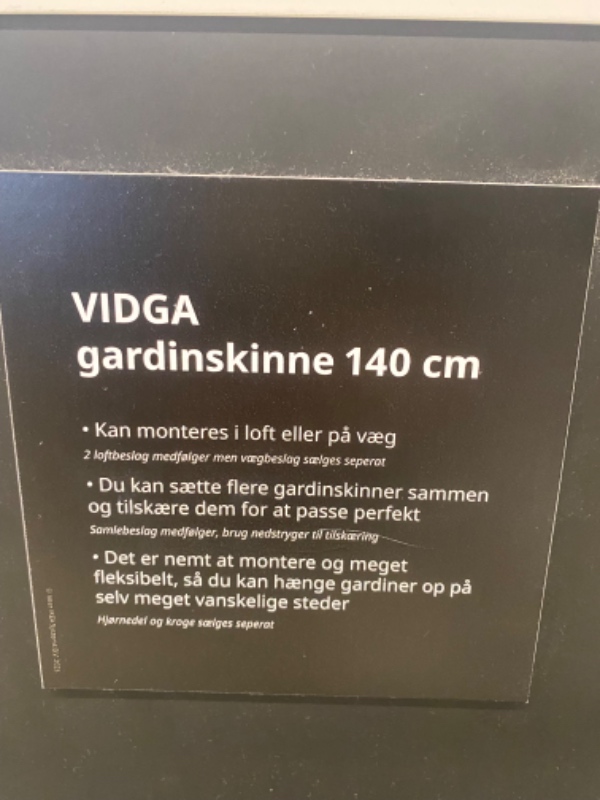 VIDGA
gardinskinne 140 cm
• Kan monteres i loft eller på væg
2 loftbeslag medfølger men vægbeslag sælges seperat
• Du kan sætte flere gardinskinner sammen
og tilskære dem for at passe perfekt
Samlebeslag medfølger, brug nedstryger til tilskæring
• Det er nemt at montere og meget
fleksibelt, så du kan hænge gardiner op på
selv meget vanskelige steder
Hjørnedel og kroge sælges seperat